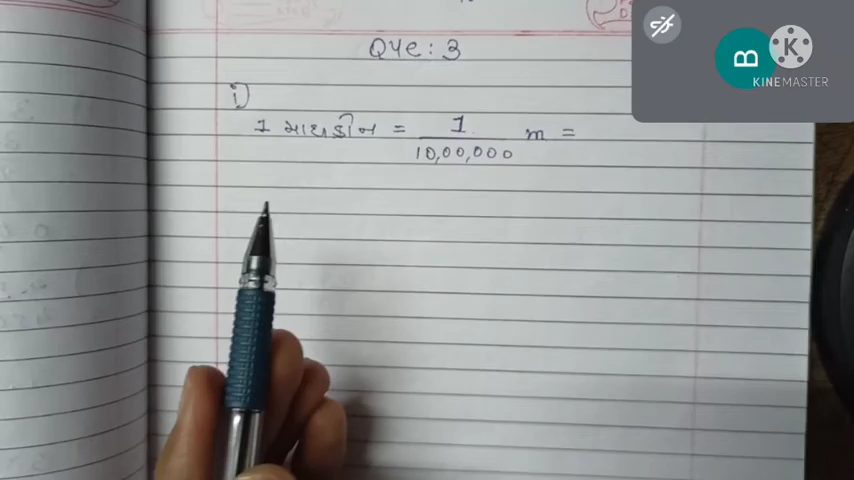 Que : 3
i)
1 માઇક્રોન = 1/10,00,000 m =
B
K
KINEMASTER